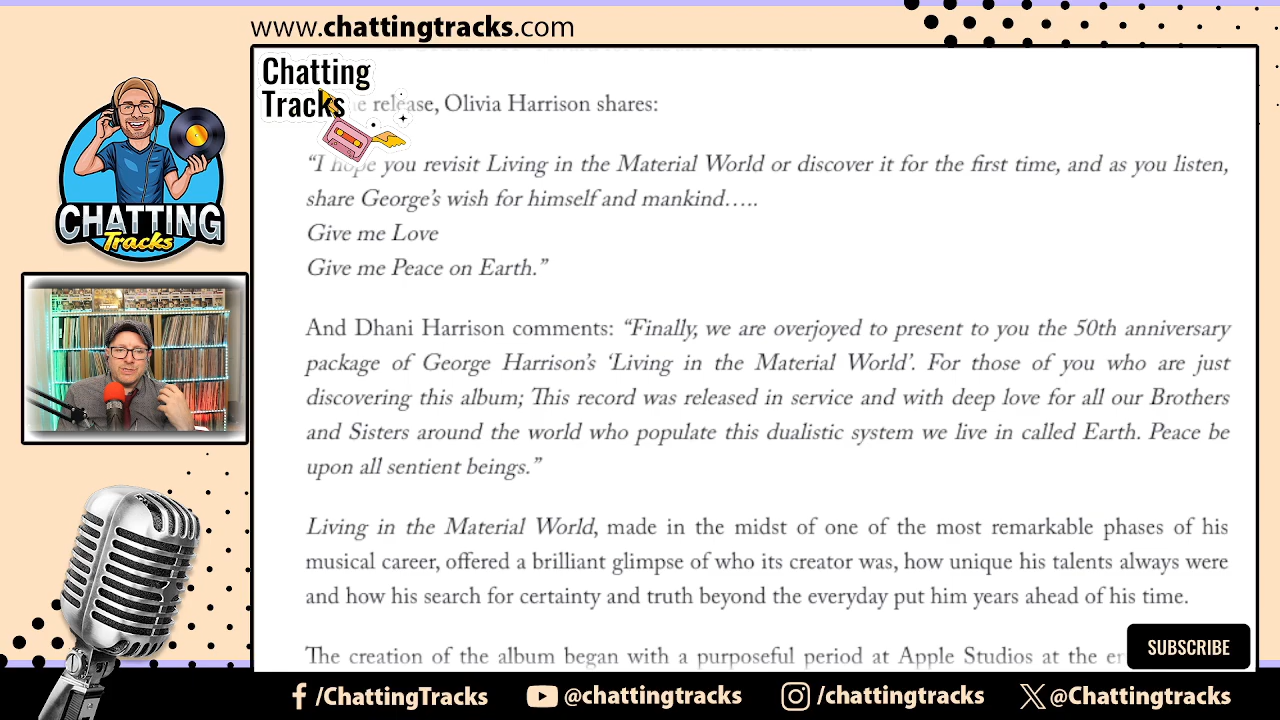 www.chattingtracks.com
Chatting
Tracks
release, Olivia Harrison shares:
“I hope you revisit Living in the Material World or discover it for the first time, and as you listen,
share George’s wish for himself and mankind…..
Give me Love
Give me Peace on Earth.”
And Dhani Harrison comments: “Finally, we are overjoyed to present to you the 50th anniversary
package of George Harrison’s ‘Living in the Material World’. For those of you who are just
discovering this album; This record was released in service and with deep love for all our Brothers
and Sisters around the world who populate this dualistic system we live in called Earth. Peace be
upon all sentient beings.”
Living in the Material World, made in the midst of one of the most remarkable phases of his
musical career, offered a brilliant glimpse of who its creator was, how unique his talents always were
and how his search for certainty and truth beyond the everyday put him years ahead of his time.
The creation of the album began with a purposeful period at Apple Studios at the
CHATTING
Tracks
SUBSCRIBE
/ChattingTracks
@chattingtracks
/chattingtracks
@Chattingtracks